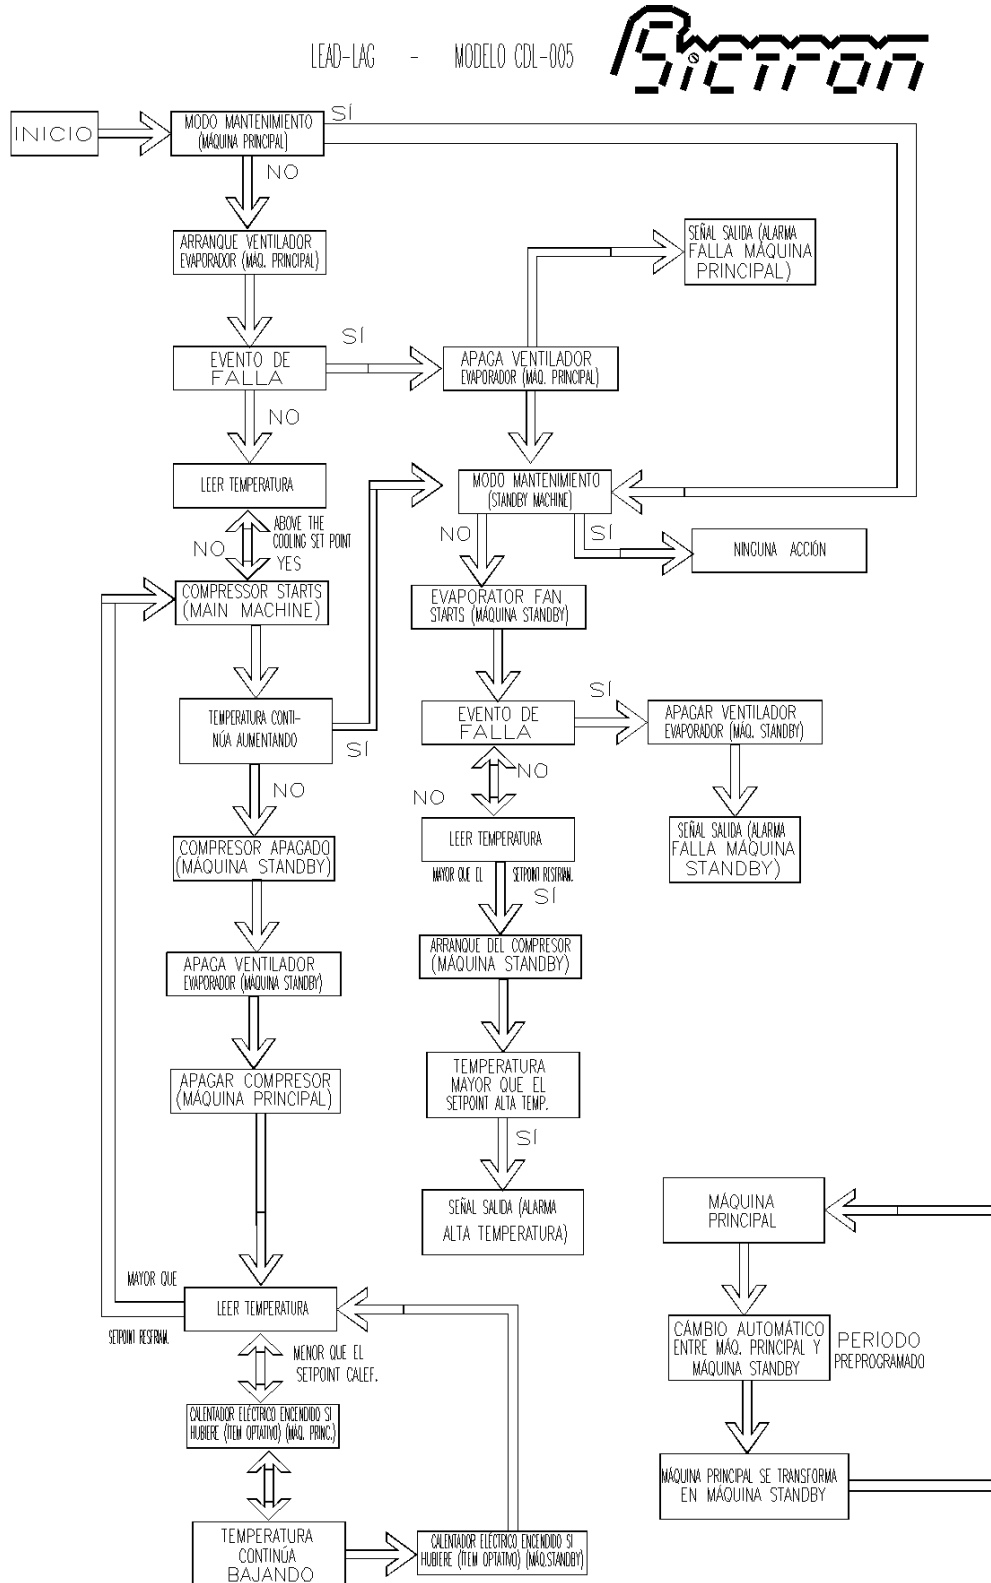 LEAD-LAG - MODELO CDL-005
Sictron
INICIO
MODO MANTENIMIENTO
(MÁQUINA PRINCIPAL)
SÍ
NO
ARRANQUE VENTILADOR
EVAPORADOR (MÁQ. PRINCIPAL)
SEÑAL SALIDA (ALARMA
FALLA MÁQUINA
PRINCIPAL)
EVENTO DE
FALLA
SÍ
APAGA VENTILADOR
EVAPORADOR (MÁQ. PRINCIPAL)
NO
LEER TEMPERATURA
MODO MANTENIMIENTO
(STANDBY MACHINE)
ABOVE THE
COOLING SET POINT
NO
YES
NO
SÍ
NINGUNA ACCIÓN
COMPRESSOR STARTS
(MAIN MACHINE)
EVAPORATOR FAN
STARTS (MÁQUINA STANDBY)
TEMPERATURA CONTI-
NÚA AUMENTANDO
SÍ
EVENTO DE
FALLA
SÍ
APAGAR VENTILADOR
EVAPORADOR (MÁQ. STANDBY)
NO
NO
NO
COMPRESOR APAGADO
(MÁQUINA STANDBY)
LEER TEMPERATURA
SEÑAL SALIDA (ALARMA
FALLA MÁQUINA
STANDBY)
MAYOR QUE EL SETPOINT RESFRIAM.
SÍ
APAGA VENTILADOR
EVAPORADOR (MÁQUINA STANDBY)
ARRANQUE DEL COMPRESOR
(MÁQUINA STANDBY)
APAGAR COMPRESOR
(MÁQUINA PRINCIPAL)
TEMPERATURA
MAYOR QUE EL
SETPOINT ALTA TEMP.
SÍ
SEÑAL SALIDA (ALARMA
ALTA TEMPERATURA)
MÁQUINA
PRINCIPAL
MAYOR QUE
SETPOINT RESFRIAM.
LEER TEMPERATURA
MENOR QUE EL
SETPOINT CALEF.
CÁMBIO AUTOMÁTICO
ENTRE MÁQ. PRINCIPAL Y
MÁQUINA STANDBY
PERIODO
PREPROGRAMADO
CALENTADOR ELÉCTRICO ENCENDIDO SI
HUBIERE (ÍTEM OPTATIVO) (MÁQ. PRINC.)
MÁQUINA PRINCIPAL SE TRANSFORMA
EN MÁQUINA STANDBY
TEMPERATURA
CONTINÚA
BAJANDO
CALENTADOR ELÉCTRICO ENCENDIDO SI
HUBIERE (ÍTEM OPTATIVO) (MÁQ.STANDBY)